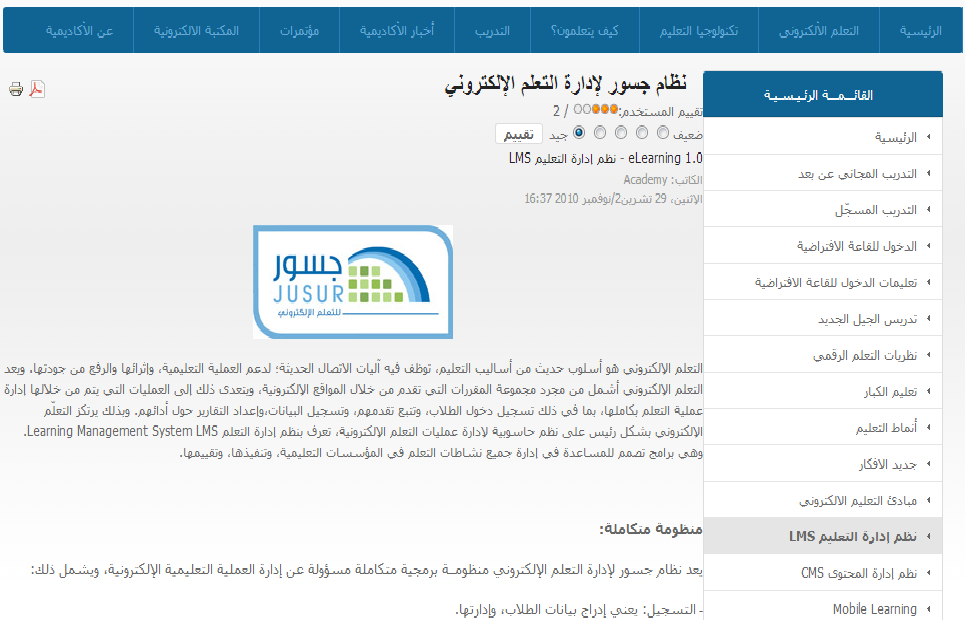 الرئيسية
التعلم الألكترونى
تكنولوجيا التعليم
كيف يتعلمون؟
التدريب
أخبار الأكاديمية
مؤتمرات
المكتبة الالكترونية
عن الأكاديمية
القائـمـــة الرئيـسـيـة
الرئيسية
التدريب المجاني عن بعد
التدريب المسجّل
الدخول للقاعة الافتراضية
تعليمات الدخول للقاعة الافتراضية
تدريس الجيل الجديد
نظريات التعلم الرقمي
تعليم الكبار
أنماط التعليم
جديد الافكار
مبادئ التعليم الالكتروني
نظم إدارة التعليم LMS
نظم إدارة المحتوى CMS
Mobile Learning
نظام جسور لإدارة التعلم الإلكتروني
تقييم المستخدم: / 2
ضعيف جيد تقييم
eLearning 1.0 - نظم إدارة التعليم LMS
الكاتب: Academy
الإثنين, 29 تشرين2/نوفمبر 2010 16:37
جسور
JUSUR
للتعلم الإلكتروني
التعلم الإلكتروني هو أسلوب حديث من أساليب التعليم، توظف فيه آليات الاتصال الحديثة؛ لدعم العملية التعليمية، وإثرائها والرفع من جودتها. ويعد
التعلم الإلكتروني أشمل من مجرد مجموعة المقررات التي تقدم من خلال المواقع الإلكترونية، ويتعدى ذلك إلى العمليات التي يتم من خلالها إدارة
عملية التعلم بكاملها، بما في ذلك تسجيل دخول الطلاب، وتتبع تقدمهم، وتسجيل البيانات،وإعداد التقارير حول أدائهم. وبذلك يرتكز التعلّم
الإلكتروني بشكل رئيس على نظم حاسوبية لإدارة عمليات التعلم الإلكترونية، تعرف بنظم إدارة التعلم Learning Management System LMS.
وهي برامج تصمم للمساعدة في إدارة جميع نشاطات التعلم في المؤسسات التعليمية، وتنفيذها، وتقييمها.
منظومة متكاملة:
يعد نظام جسور لإدارة التعلم الإلكتروني منظومــة برمجية متكاملة مسؤولة عن إدارة العملية التعليمية الإلكترونية، ويشمل ذلك:
- التسجيل: يعني إدراج بيانات الطلاب، وإدارتها.